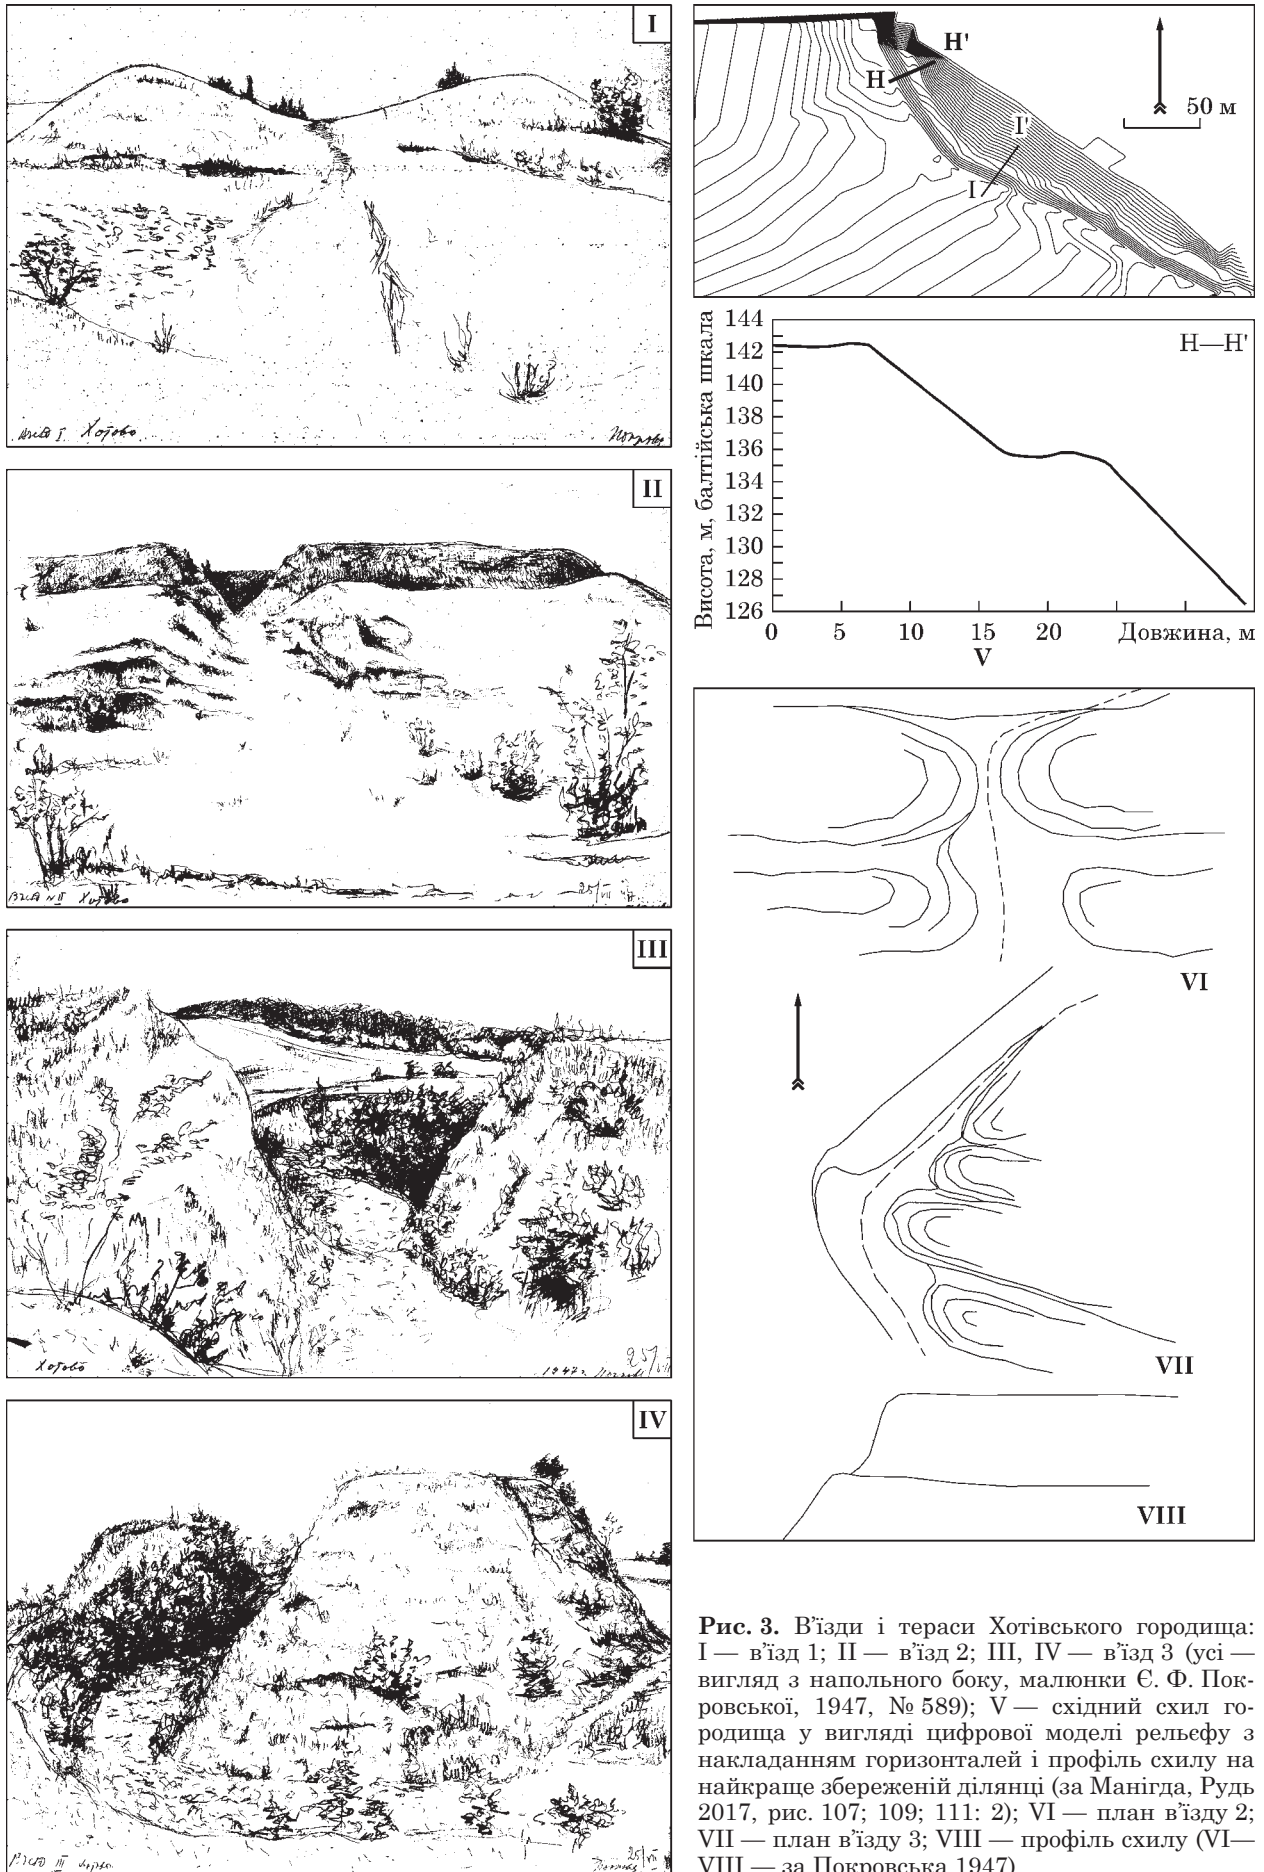 I
Хотово
II
Хотово
III
Хотово
1947 г.
IV
Н'
Н
50 м
І'
І
Висота, м, балтійська шкала
144
142
140
138
136
134
132
130
128
126
Н—Н'
0 5 10 15 20 Довжина, м
V
VI
VII
VIII
Рис. 3. В'їзди і тераси Хотівського городища:
I — в'їзд 1; II — в'їзд 2; III, IV — в'їзд 3 (усі —
вигляд з напольного боку, малюнки Є. Ф. Пок-
ровської, 1947, № 589); V — східний схил го-
родища у вигляді цифрової моделі рельєфу з
накладанням горизонталей і профіль схилу на
найкраще збереженій ділянці (за Манігда, Рудь
2017, рис. 107; 109; 111: 2); VI — план в'їзду 2;
VII — план в'їзду 3; VIII — профіль схилу (VI—
VIII — за Покровська 1947)